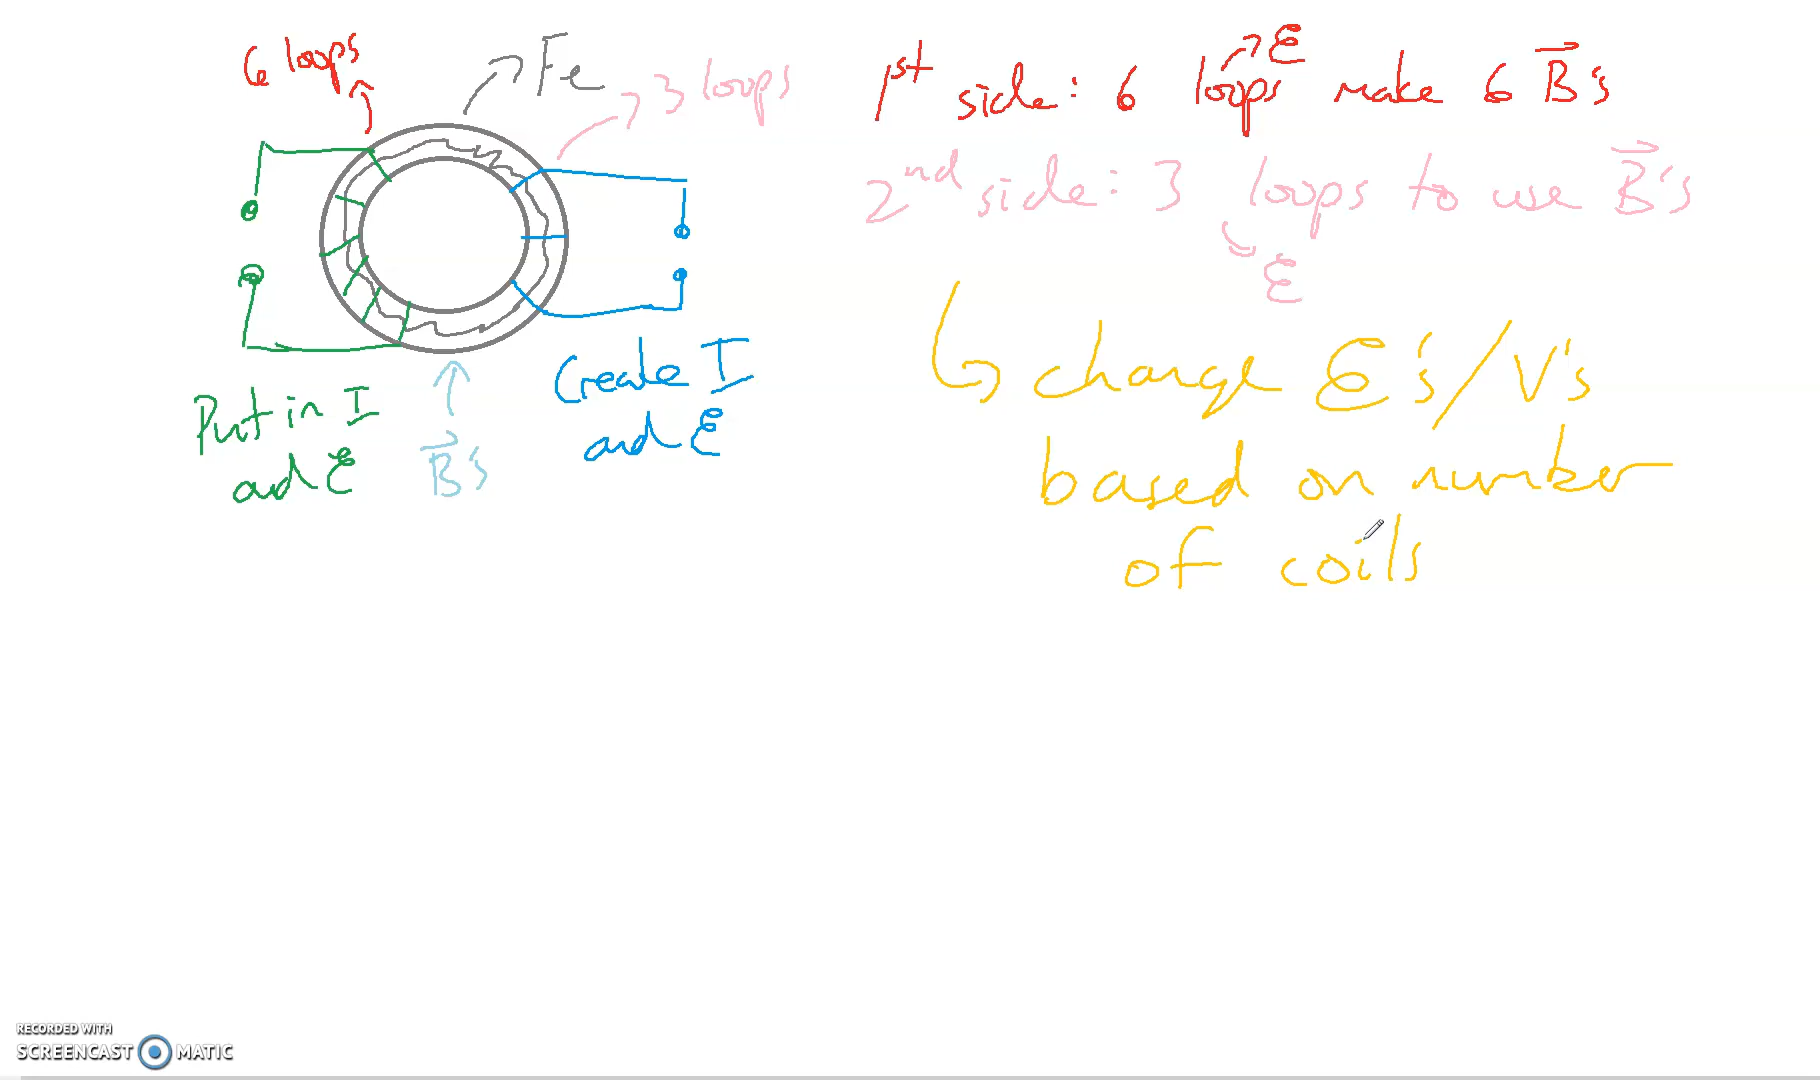 6 loops
Fe
3 loops
Put in I
and ℰ
B⃗'s
Create I
and ℰ
1st side: 6 loops make 6 B⃗'s
ℰ
2nd side: 3 loops to use B⃗'s
ℰ
change ℰ's/V's
based on number
of coils
RECORDED WITH
SCREENCAST MATIC